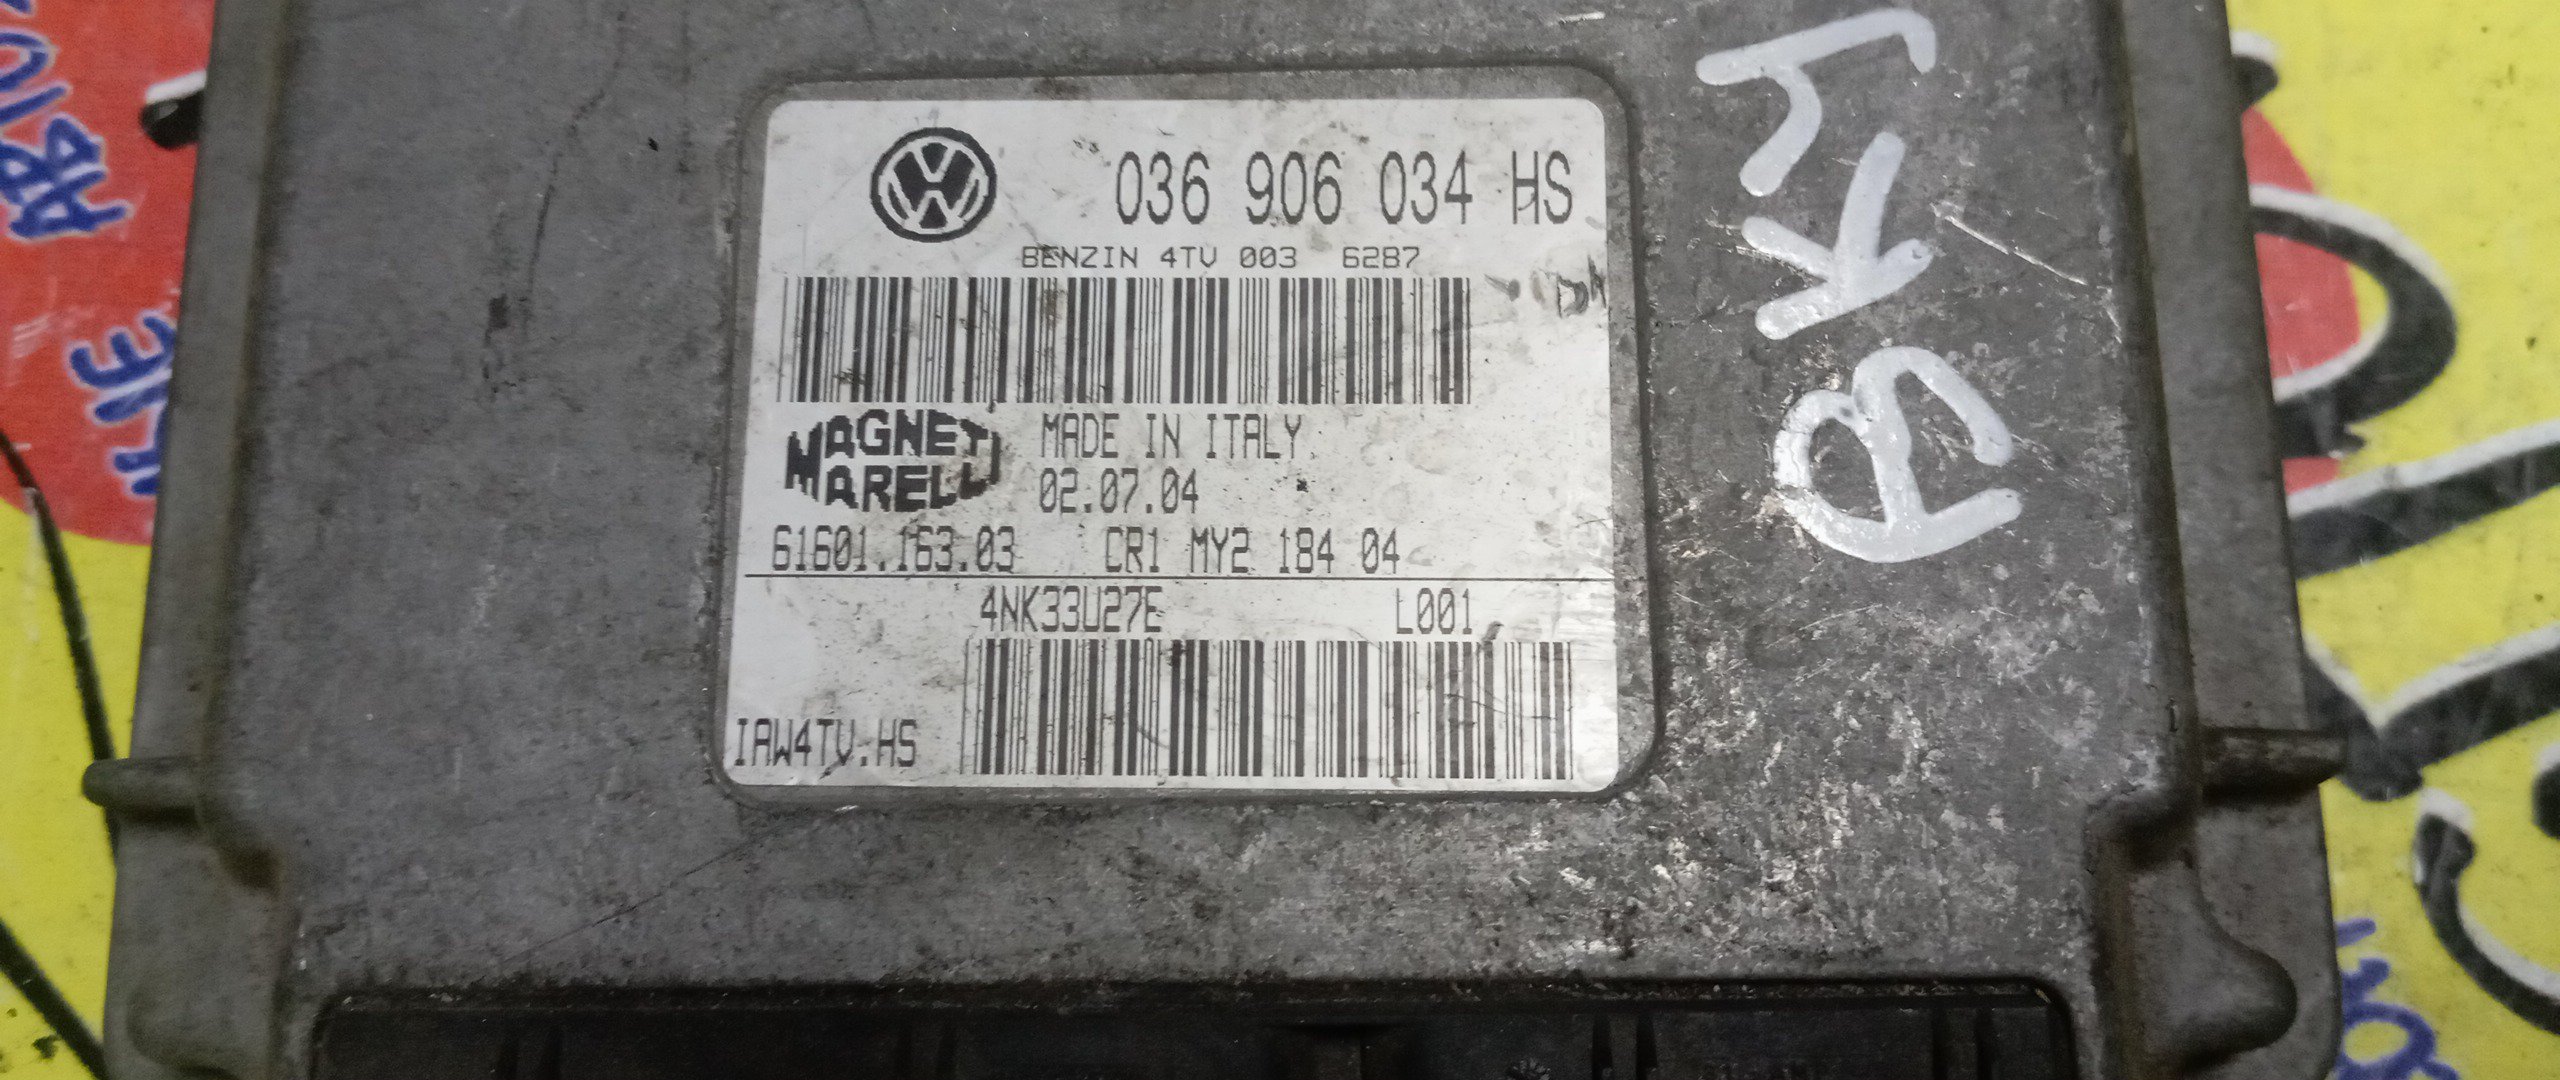 036 906 034 HS
BENZIN 4TV 003 6287
MAGNETI MARELLI
MADE IN ITALY
02.07.04
61601.163.03 CR1 MY2 184 04
4NK33U27E L001
IAW4TV.HS